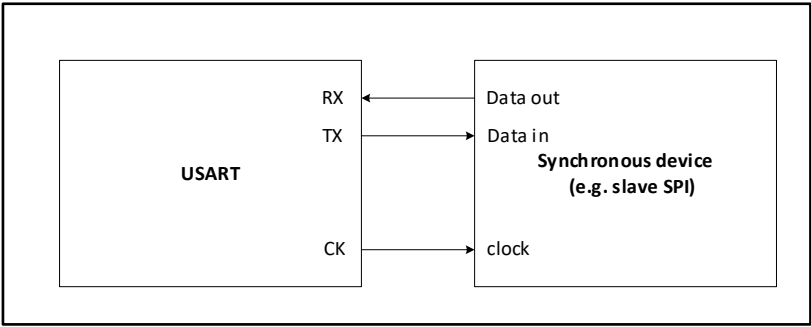 RX
Data out
TX
Data in
USART
Synchronous device
(e.g. slave SPI)
CK
clock